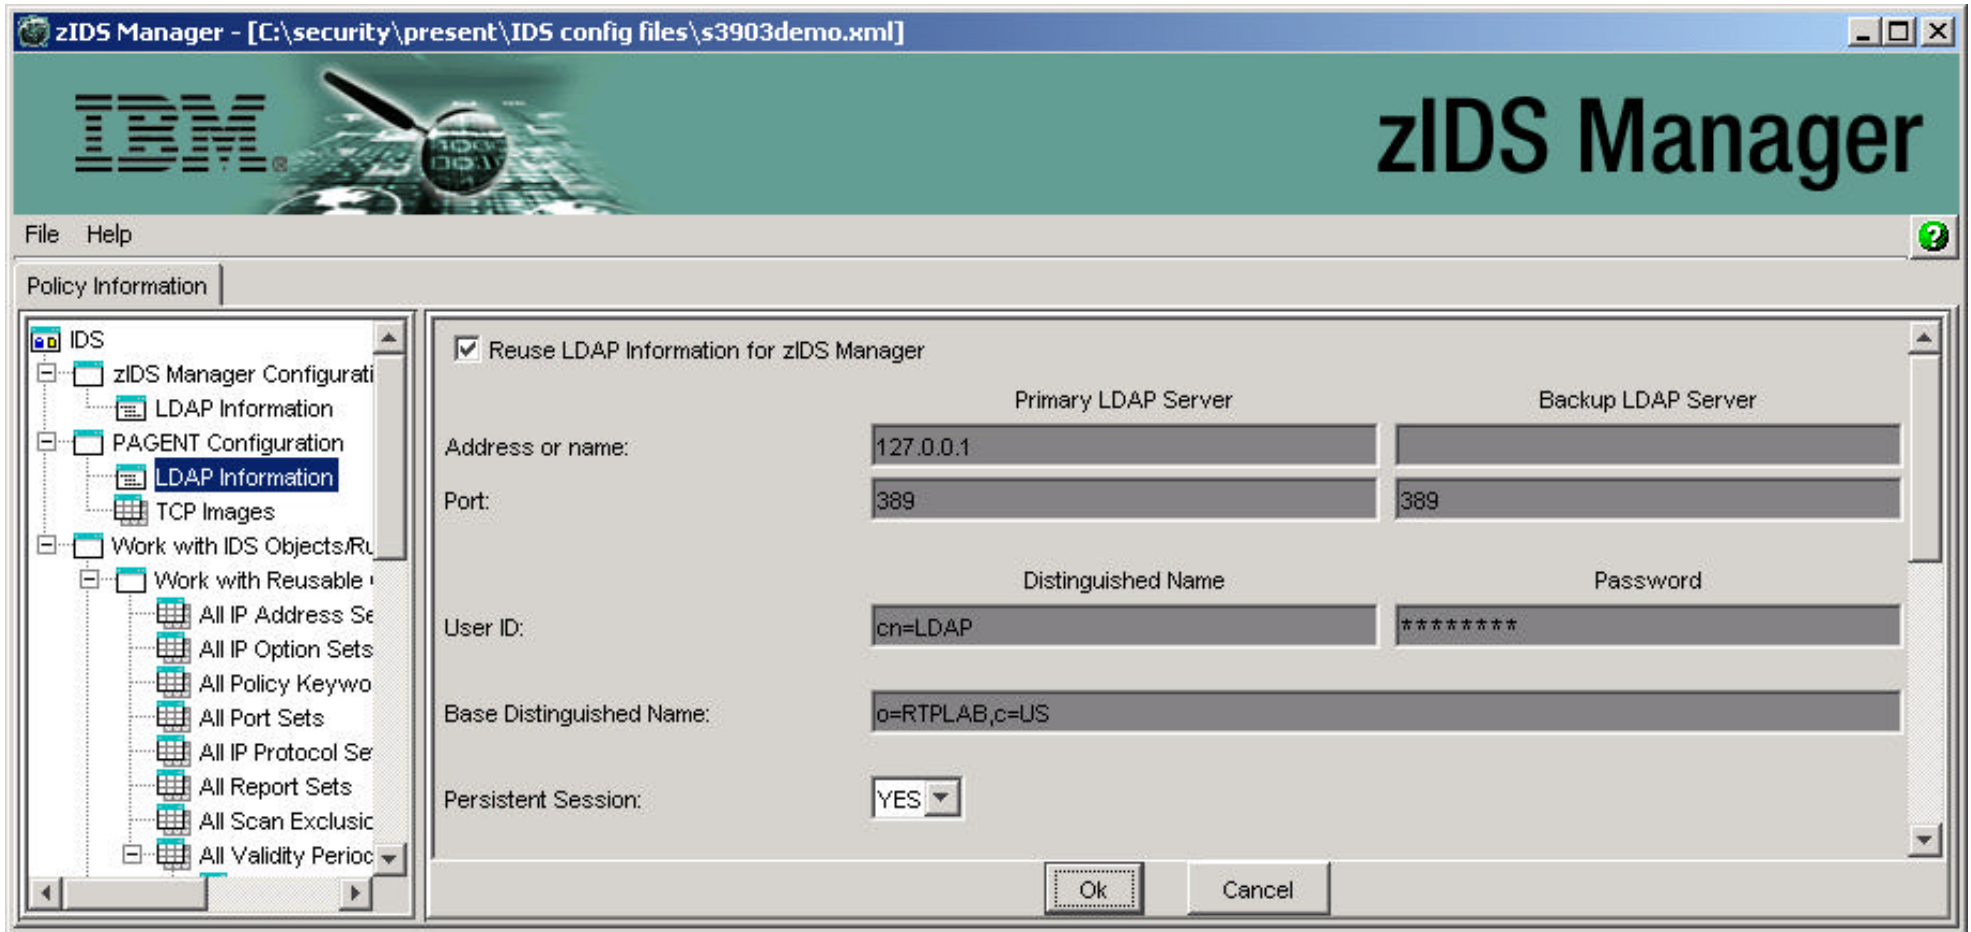 zIDS Manager - [C:\security\present\IDS config files\s3903demo.xml]
IBM®
zIDS Manager
File Help
Policy Information
IDS
zIDS Manager Configurati
LDAP Information
PAGENT Configuration
LDAP Information
TCP Images
Work with IDS Objects/Ru
Work with Reusable
All IP Address Se
All IP Option Sets
All Policy Keywo
All Port Sets
All IP Protocol Se
All Report Sets
All Scan Exclusic
All Validity Perioc
Reuse LDAP Information for zIDS Manager
Primary LDAP Server Backup LDAP Server
Address or name: 127.0.0.1
Port: 389 389
Distinguished Name Password
User ID: cn=LDAP ********
Base Distinguished Name: o=RTPLAB,c=US
Persistent Session: YES
Ok Cancel